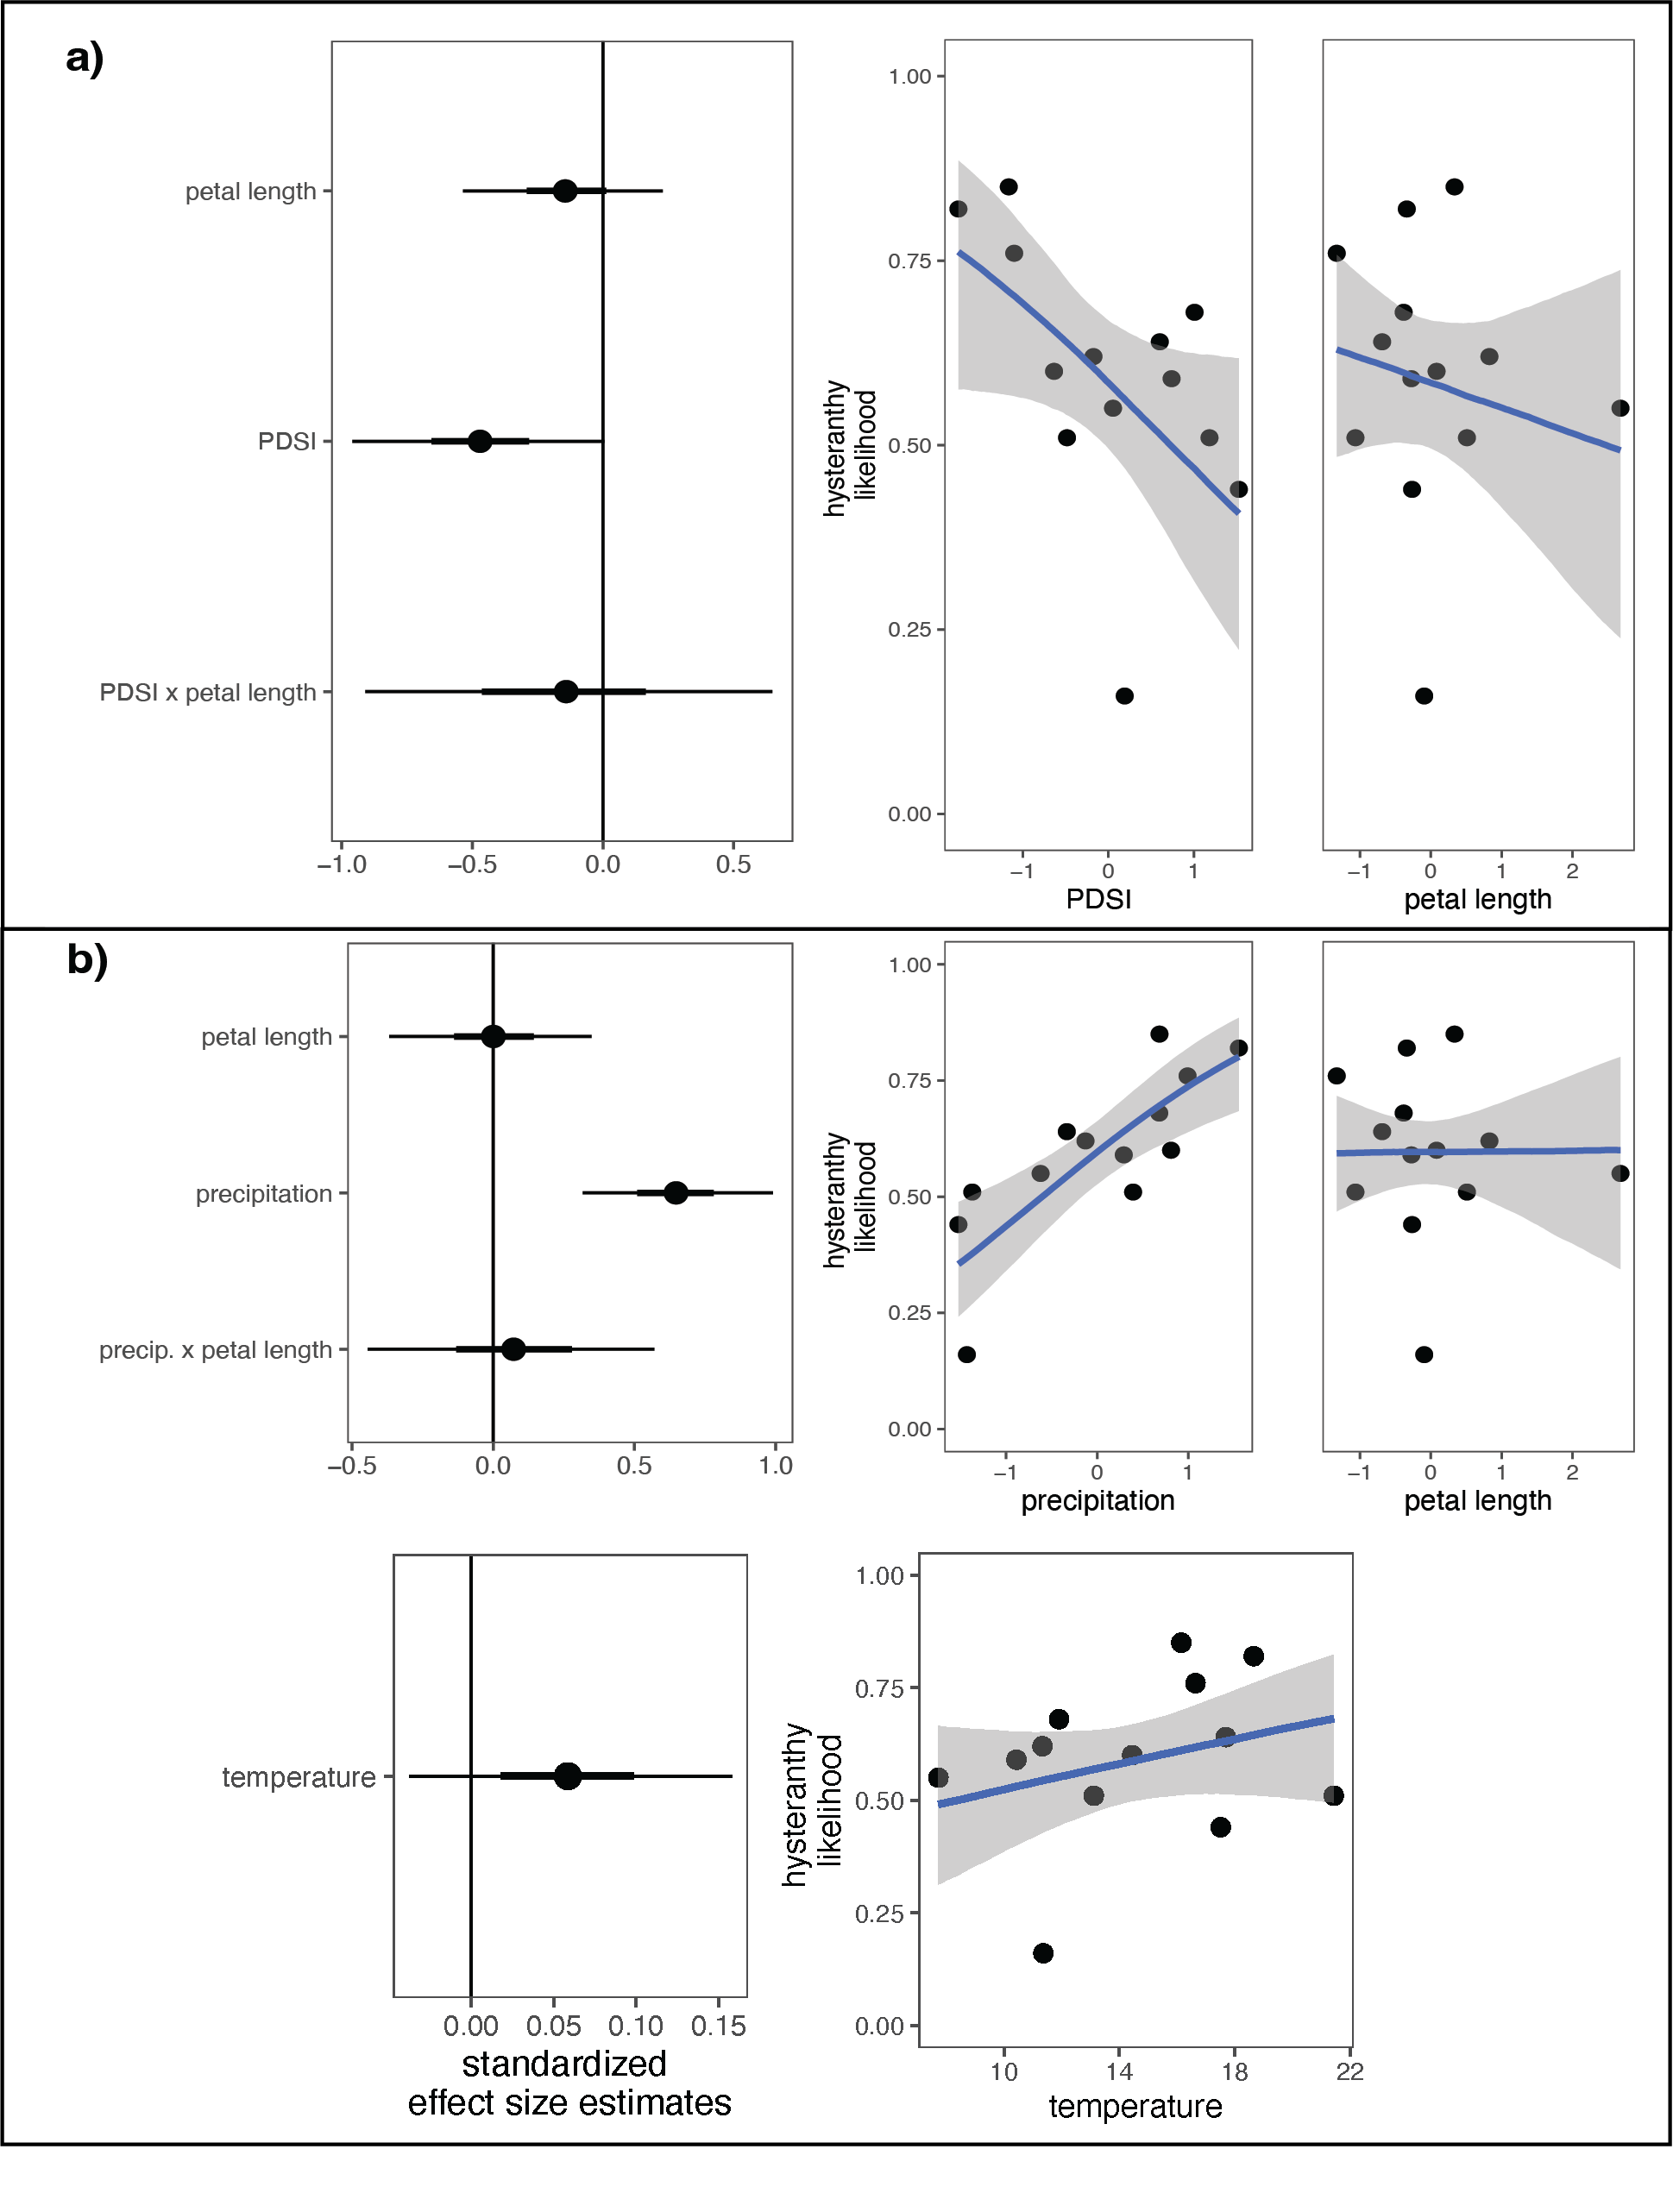 a)
petal length
PDSI
PDSI x petal length
−1.0 −0.5 0.0 0.5
hysteranthy
likelihood
1.00
0.75
0.50
0.25
0.00
−1 0 1
PDSI
−1 0 1 2
petal length
b)
petal length
precipitation
precip. x petal length
−0.5 0.0 0.5 1.0
hysteranthy
likelihood
1.00
0.75
0.50
0.25
0.00
−1 0 1
precipitation
−1 0 1 2
petal length
temperature
0.00 0.05 0.10 0.15
standardized
effect size estimates
hysteranthy
likelihood
1.00
0.75
0.50
0.25
0.00
10 14 18 22
temperature